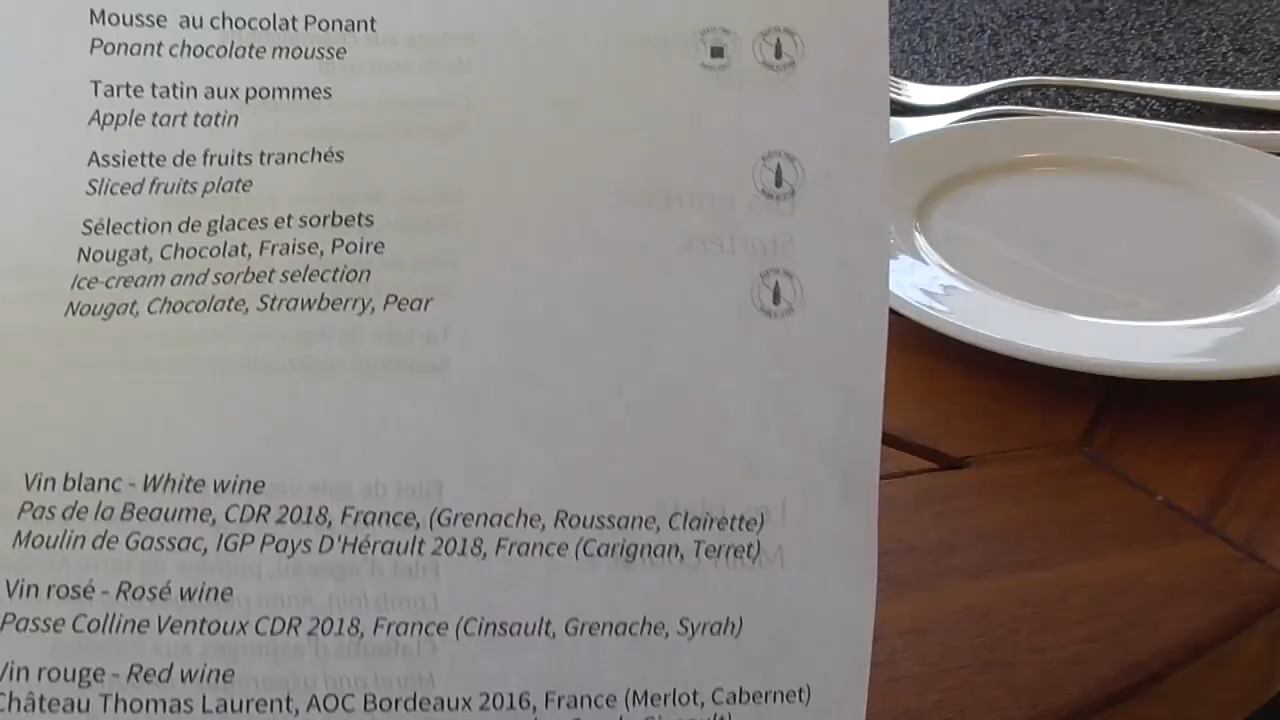 Mousse au chocolat Ponant
Ponant chocolate mousse
Tarte tatin aux pommes
Apple tart tatin
Assiette de fruits tranchés
Sliced fruits plate
Sélection de glaces et sorbets
Nougat, Chocolat, Fraise, Poire
Ice-cream and sorbet selection
Nougat, Chocolate, Strawberry, Pear
Vin blanc - White wine
Pas de la Beaume, CDR 2018, France, (Grenache, Roussane, Clairette)
Moulin de Gassac, IGP Pays D'Hérault 2018, France (Carignan, Terret)
Vin rosé - Rosé wine
Passe Colline Ventoux CDR 2018, France (Cinsault, Grenache, Syrah)
Vin rouge - Red wine
Château Thomas Laurent, AOC Bordeaux 2016, France (Merlot, Cabernet)